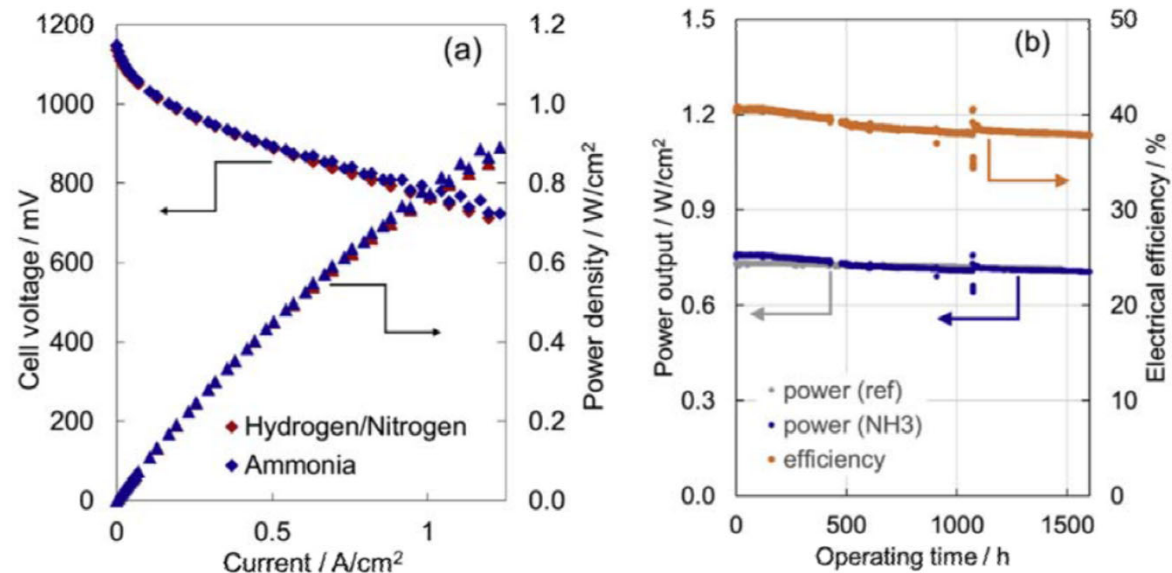 (a)
1200
1000
800
600
400
200
0
Cell voltage / mV
1.2
1.0
0.8
0.6
0.4
0.2
0.0
Power density / W/cm²
Hydrogen/Nitrogen
Ammonia
0
0.5
1
Current / A/cm²
(b)
1.5
1.2
0.9
0.6
0.3
0.0
Power output / W/cm²
50
40
30
20
10
0
Electrical efficiency / %
power (ref)
power (NH3)
efficiency
0
500
1000
1500
Operating time / h